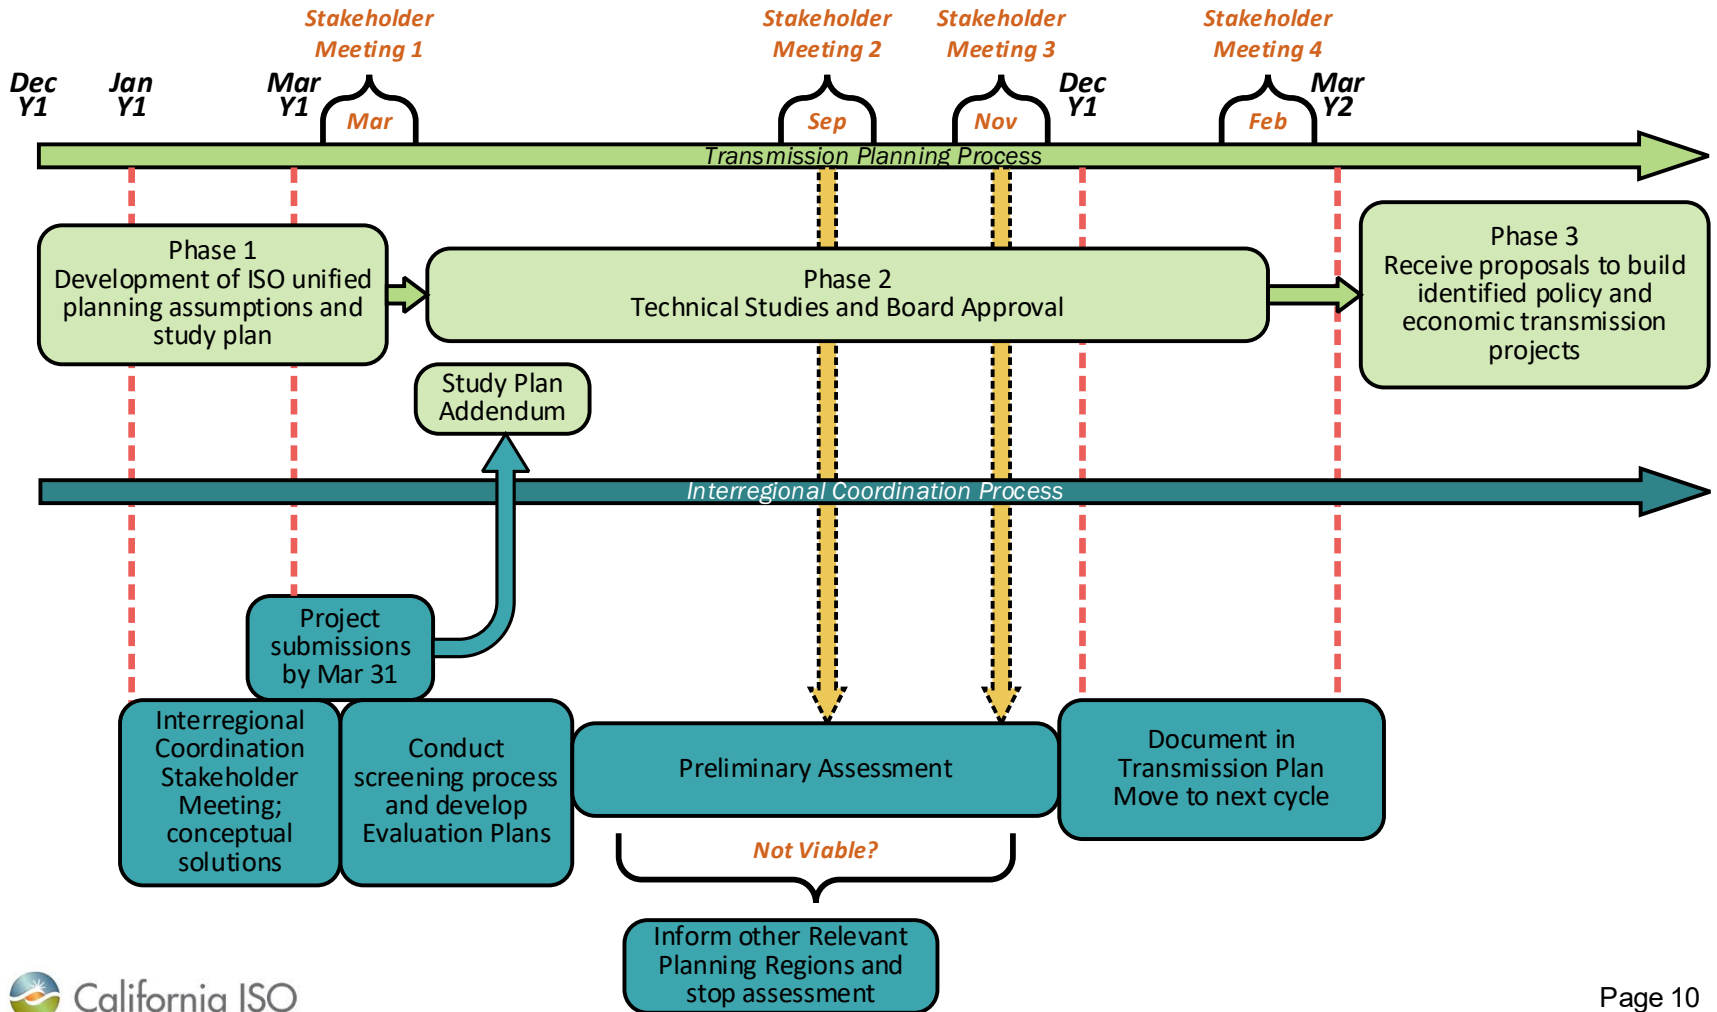 Stakeholder
Meeting 1
Stakeholder
Meeting 2
Stakeholder
Meeting 3
Stakeholder
Meeting 4
Dec
Y1
Jan
Y1
Mar
Y1
Mar
Sep
Nov
Dec
Y1
Feb
Mar
Y2
Transmission Planning Process
Phase 1
Development of ISO unified
planning assumptions and
study plan
Phase 2
Technical Studies and Board Approval
Phase 3
Receive proposals to build
identified policy and
economic transmission
projects
Study Plan
Addendum
Interregional Coordination Process
Project
submissions
by Mar 31
Interregional
Coordination
Stakeholder
Meeting;
conceptual
solutions
Conduct
screening process
and develop
Evaluation Plans
Preliminary Assessment
Document in
Transmission Plan
Move to next cycle
Not Viable?
Inform other Relevant
Planning Regions and
stop assessment
California ISO
Page 10